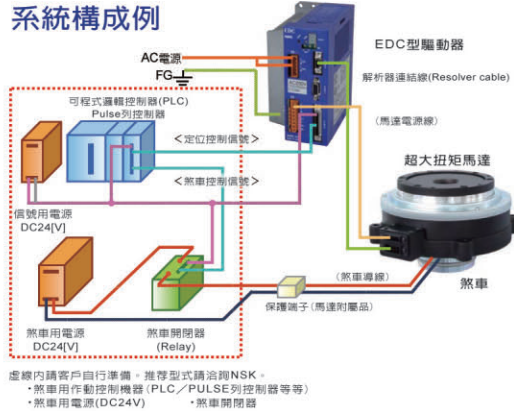 系統構成例
AC電源
FG
EDC型驅動器
解析器連結線(Resolver cable)
可程式邏輯控制器(PLC)
Pulse列控制器
<定位控制信號>
(馬達電源線)
<煞車控制信號>
超大扭矩馬達
信號用電源
DC24[V]
(煞車導線)
煞車
保護端子(馬達附屬品)
煞車用電源
DC24[V]
煞車開閉器
(Relay)
虛線內請客戶自行準備。推荐型式請洽詢NSK。
・煞車用作動控制機器(PLC/PULSE列控制器等等)
・煞車用電源(DC24V) ・煞車開閉器